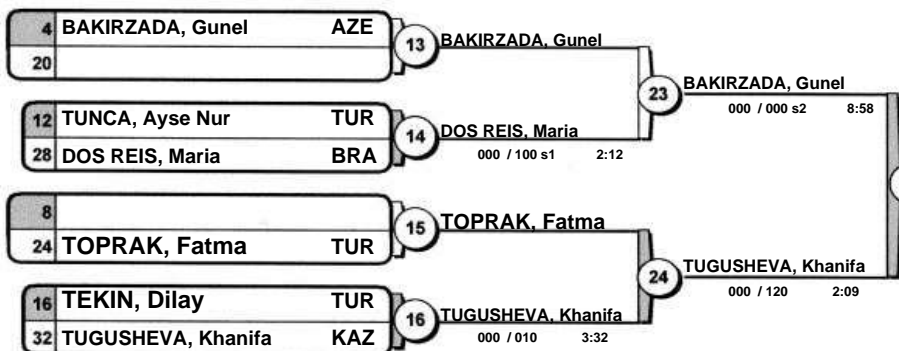 4 BAKIRZADA, Gunel AZE
20
13
BAKIRZADA, Gunel
23
BAKIRZADA, Gunel
000 / 000 s2 8:58
12 TUNCA, Ayse Nur TUR
28 DOS REIS, Maria BRA
14
DOS REIS, Maria
000 / 100 s1 2:12
8
24 TOPRAK, Fatma TUR
15
TOPRAK, Fatma
24
TUGUSHEVA, Khanifa
000 / 120 2:09
16 TEKIN, Dilay TUR
32 TUGUSHEVA, Khanifa KAZ
16
TUGUSHEVA, Khanifa
000 / 010 3:32